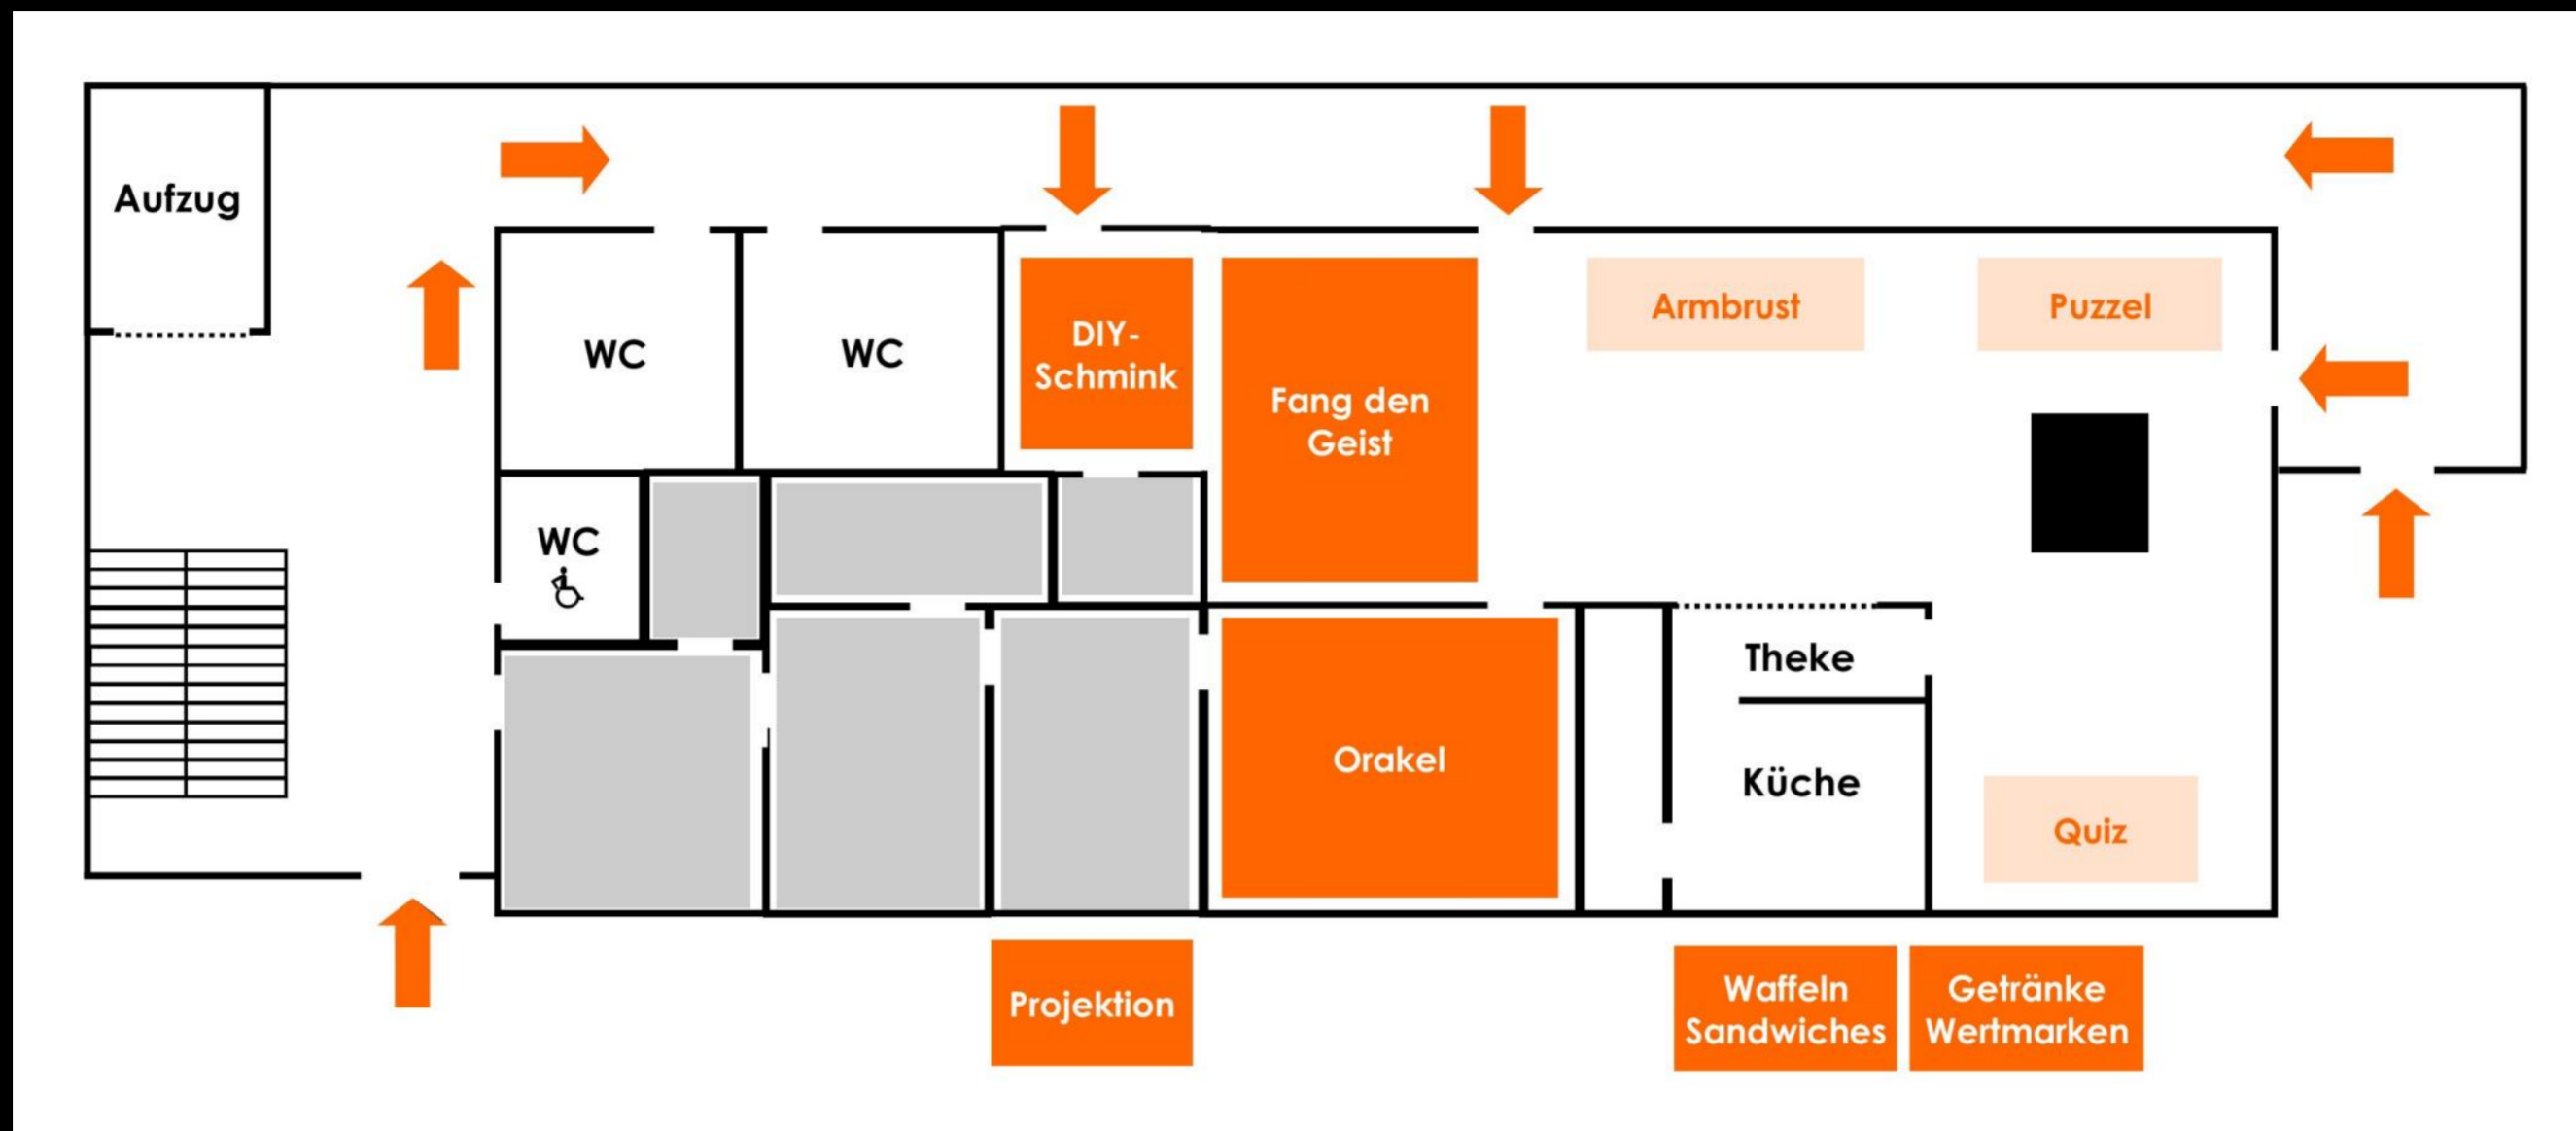 Aufzug
WC
WC
DIY-
Schmink
Fang den
Geist
Armbrust
Puzzel
WC
Theke
Küche
Orakel
Quiz
Projektion
Waffeln
Sandwiches
Getränke
Wertmarken